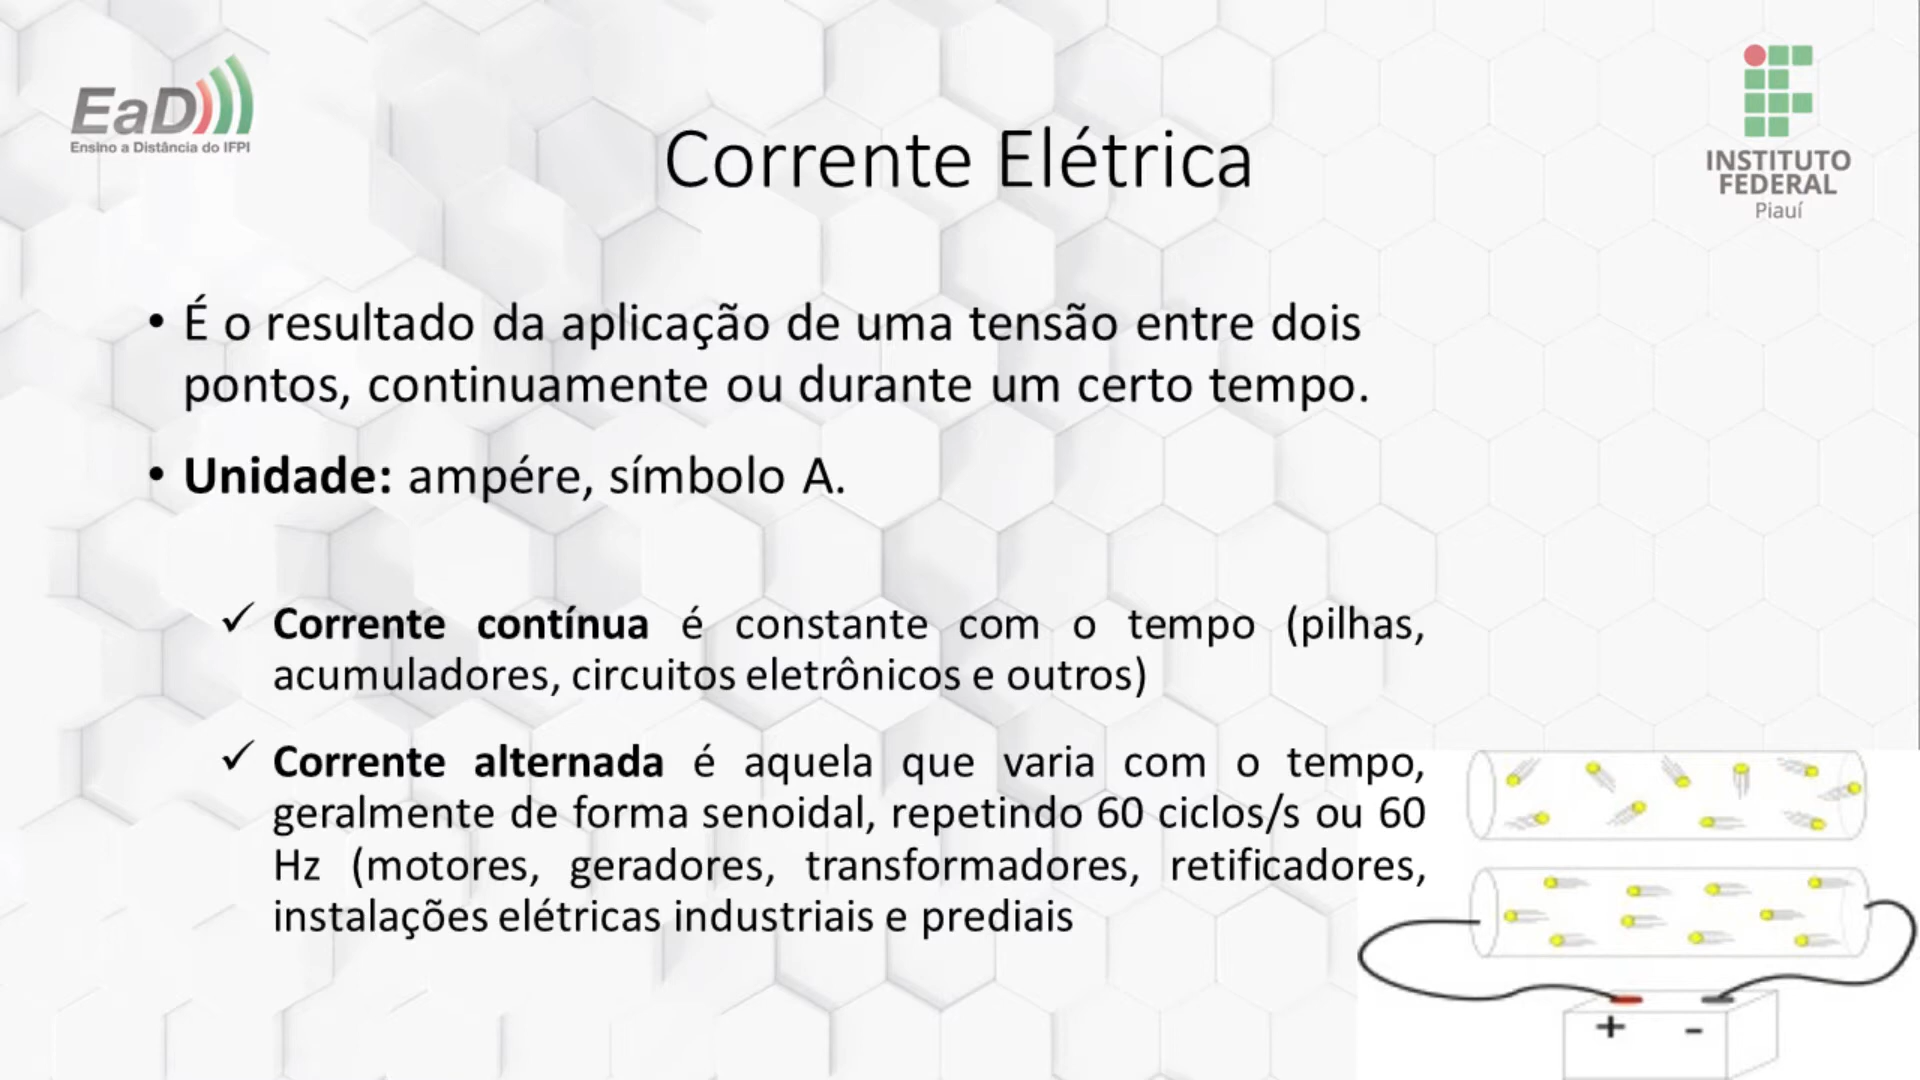 EaD
Ensino a Distância do IFPI
INSTITUTO
FEDERAL
Piauí
Corrente Elétrica
• É o resultado da aplicação de uma tensão entre dois
pontos, continuamente ou durante um certo tempo.
• Unidade: ampére, símbolo A.
✓ Corrente contínua é constante com o tempo (pilhas,
acumuladores, circuitos eletrônicos e outros)
✓ Corrente alternada é aquela que varia com o tempo,
geralmente de forma senoidal, repetindo 60 ciclos/s ou 60
Hz (motores, geradores, transformadores, retificadores,
instalações elétricas industriais e prediais
+ -